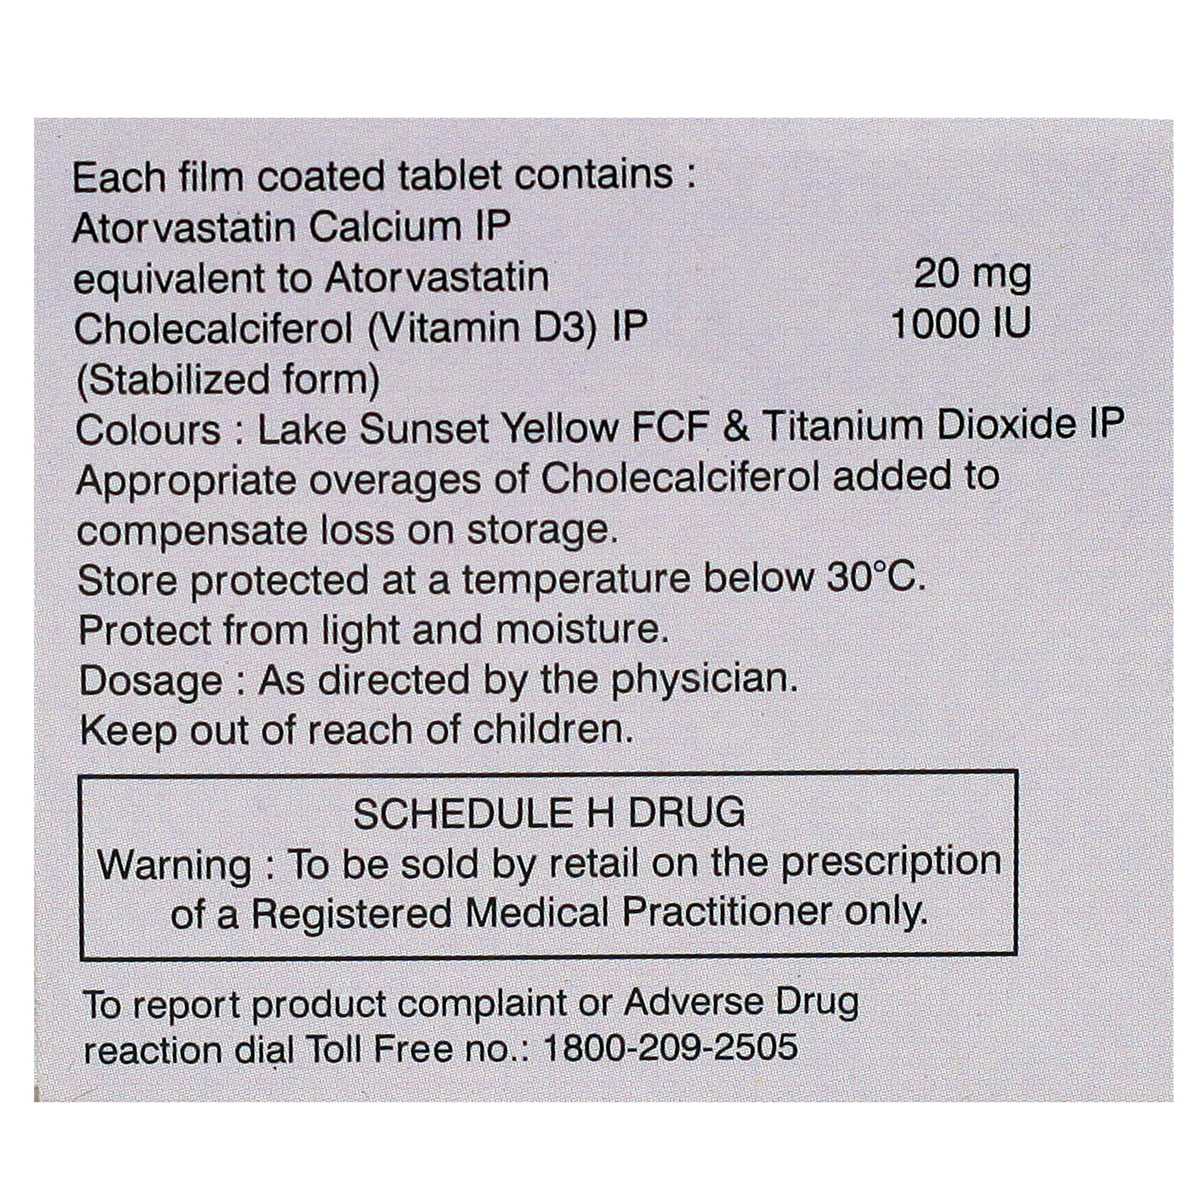 Each film coated tablet contains :
Atorvastatin Calcium IP
equivalent to Atorvastatin 20 mg
Cholecalciferol (Vitamin D3) IP 1000 IU
(Stabilized form)
Colours : Lake Sunset Yellow FCF & Titanium Dioxide IP
Appropriate overages of Cholecalciferol added to
compensate loss on storage.
Store protected at a temperature below 30°C.
Protect from light and moisture.
Dosage : As directed by the physician.
Keep out of reach of children.
SCHEDULE H DRUG
Warning : To be sold by retail on the prescription
of a Registered Medical Practitioner only.
To report product complaint or Adverse Drug
reaction dial Toll Free no.: 1800-209-2505